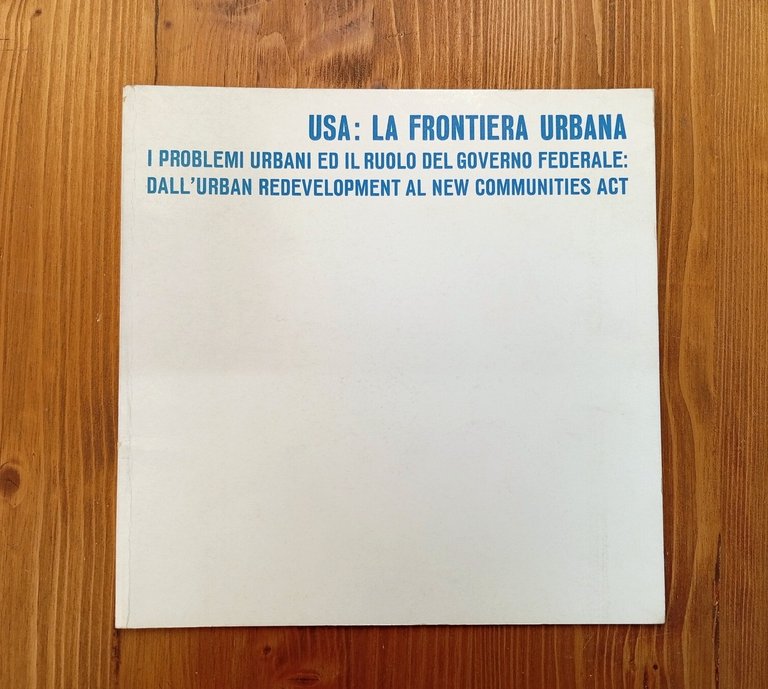 USA: LA FRONTIERA URBANA
I PROBLEMI URBANI ED IL RUOLO DEL GOVERNO FEDERALE:
DALL'URBAN REDEVELOPMENT AL NEW COMMUNITIES ACT